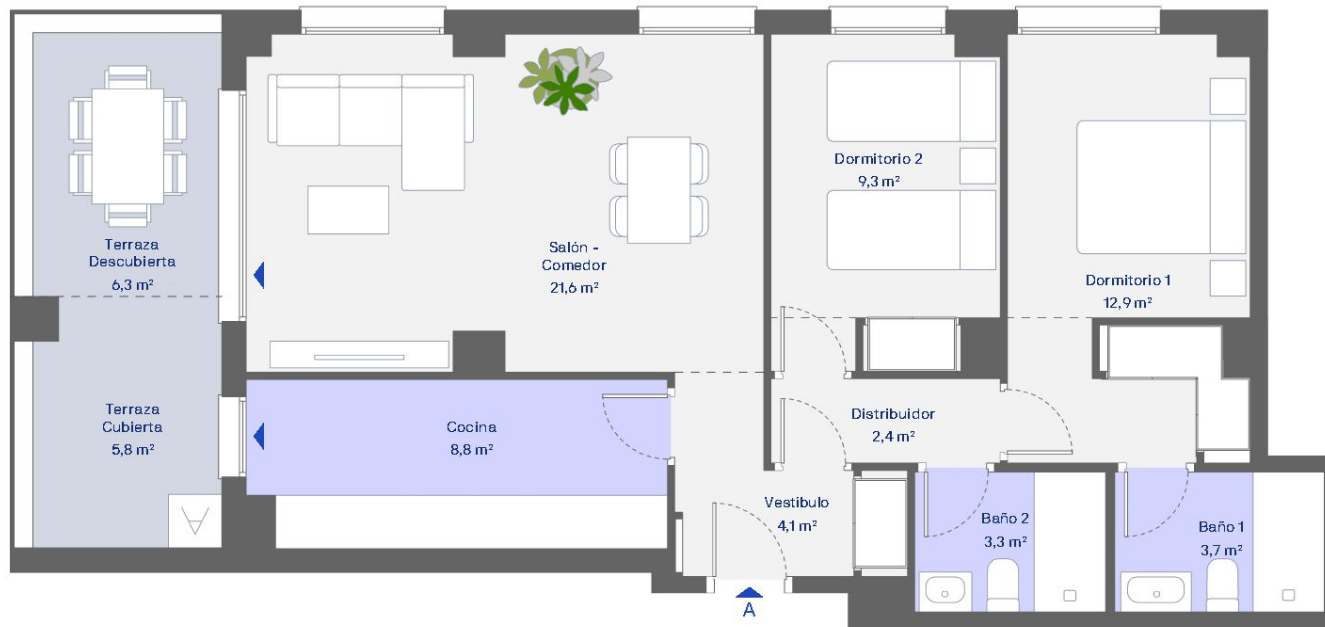 Terraza
Descubierta
6,3 m²
Terraza
Cubierta
5,8 m²
Salón -
Comedor
21,6 m²
Cocina
8,8 m²
Dormitorio 2
9,3 m²
Dormitorio 1
12,9 m²
Distribuidor
2,4 m²
Vestíbulo
4,1 m²
Baño 2
3,3 m²
Baño 1
3,7 m²
A
A